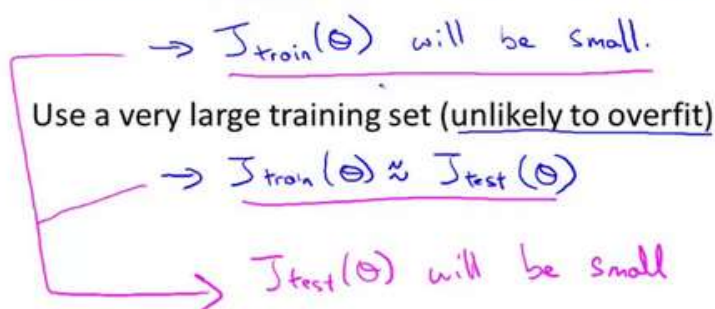 → J_train(Θ) will be small.
Use a very large training set (unlikely to overfit)
→ J_train(Θ) ≈ J_test(Θ)
J_test(Θ) will be small